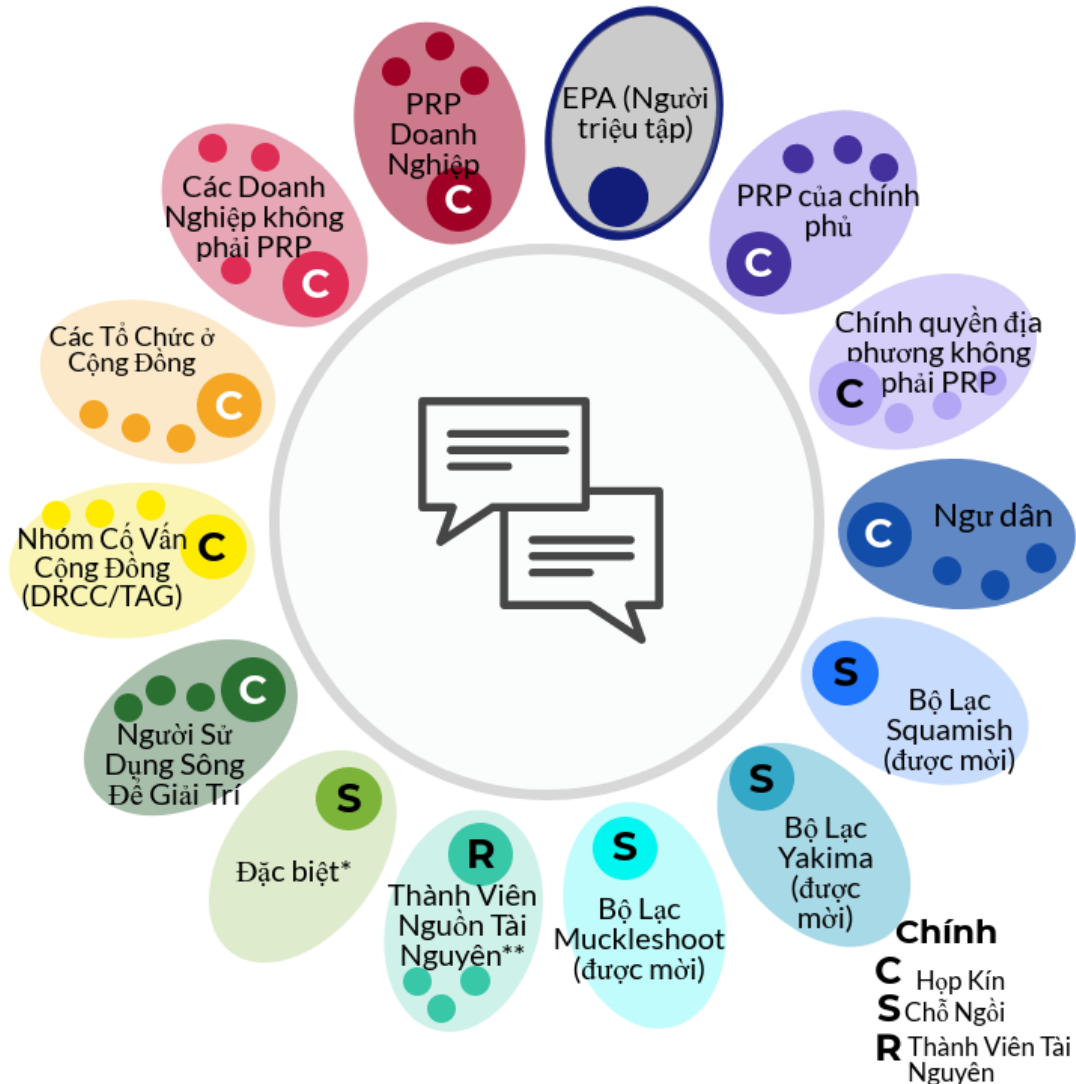 PRP
Doanh
Nghiệp
C
EPA (Người
triệu tập)
PRP của chính
phủ
C
Chính quyền địa
phương không
phải PRP
C
Ngư dân
C
S
Bộ Lạc
Squamish
(được mời)
S
Bộ Lạc
Yakima
(được
mời)
S
Bộ Lạc
Muckleshoot
(được mời)
R
Thành Viên
Nguồn Tài
Nguyên**
S
Đặc biệt*
C
Người Sử
Dụng Sông
Để Giải Trí
Nhóm Cố Vấn
Cộng Đồng
(DRCC/TAG)
C
Các Tổ Chức ở
Cộng Đồng
C
Các Doanh
Nghiệp không
phải PRP
C
Chính
C Họp Kín
S Chỗ Ngồi
R Thành Viên Tài
Nguyên